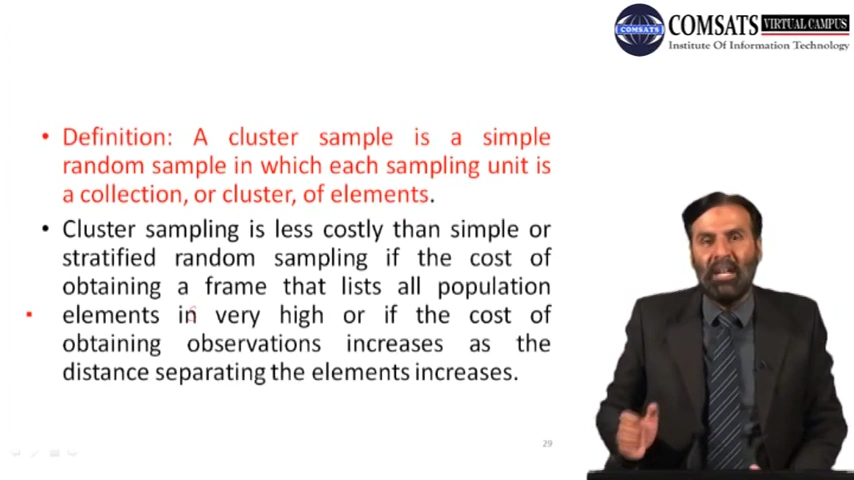 COMSATS
COMSATS VIRTUAL CAMPUS
Institute Of Information Technology
• Definition: A cluster sample is a simple
random sample in which each sampling unit is
a collection, or cluster, of elements.
• Cluster sampling is less costly than simple or
stratified random sampling if the cost of
obtaining a frame that lists all population
elements in very high or if the cost of
obtaining observations increases as the
distance separating the elements increases.
29